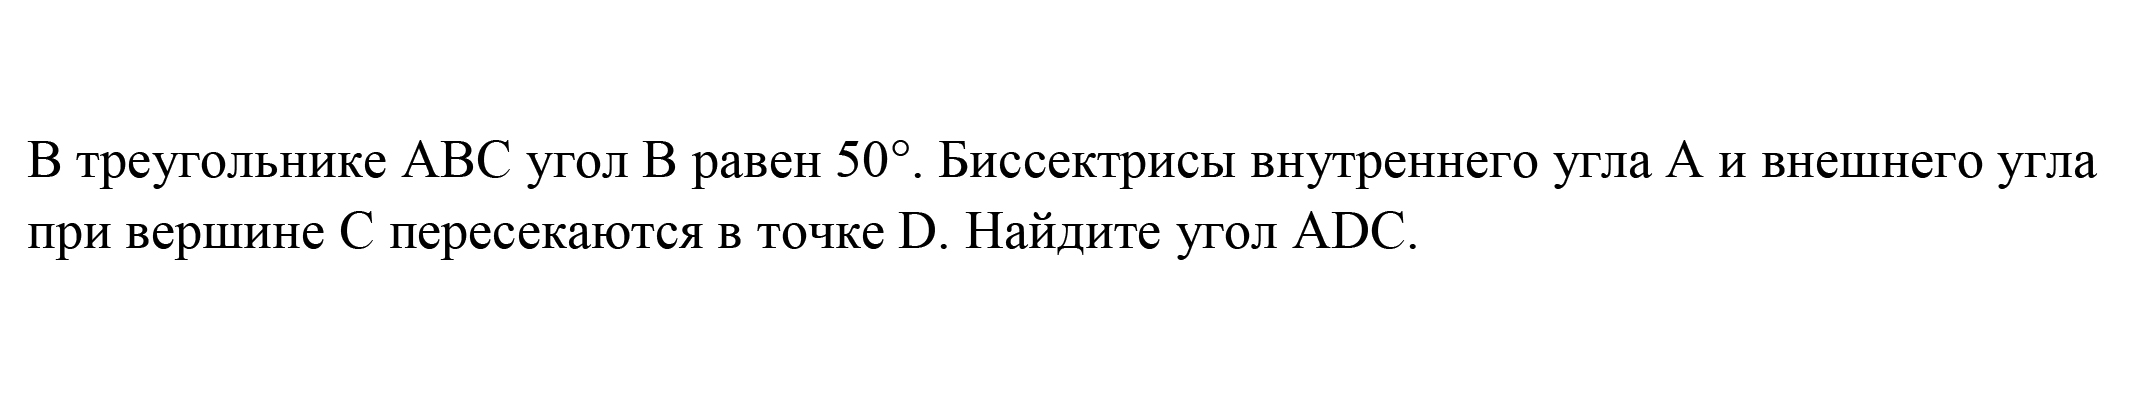 В треугольнике ABC угол B равен 50°. Биссектрисы внутреннего угла A и внешнего угла
при вершине C пересекаются в точке D. Найдите угол ADC.